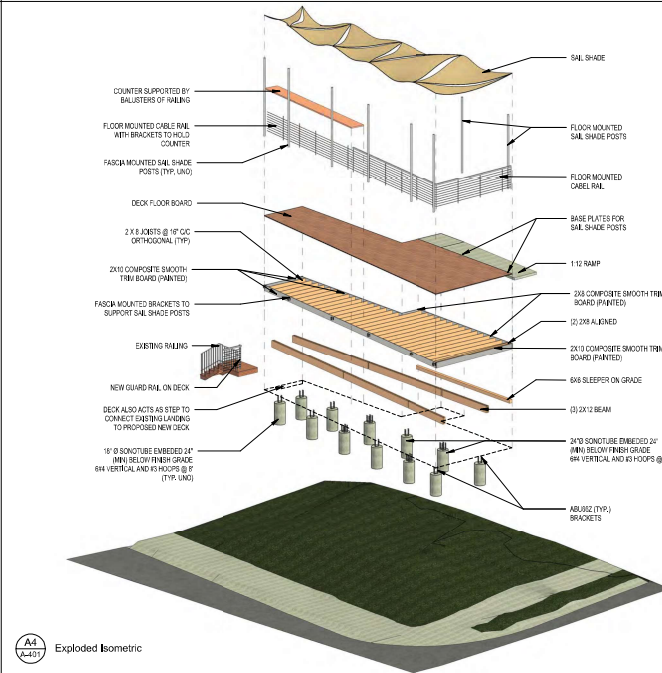 SAIL SHADE
COUNTER SUPPORTED BY
BALUSTERS OF RAILING
FLOOR MOUNTED CABLE RAIL
WITH BRACKETS TO HOLD
COUNTER
FASCIA MOUNTED SAIL SHADE
POSTS (TYP, UNO)
FLOOR MOUNTED
SAIL SHADE POSTS
FLOOR MOUNTED
CABEL RAIL
DECK FLOOR BOARD
2 X 8 JOISTS @ 16" C/C
ORTHOGONAL (TYP)
2X10 COMPOSITE SMOOTH
TRIM BOARD (PAINTED)
FASCIA MOUNTED BRACKETS TO
SUPPORT SAIL SHADE POSTS
BASE PLATES FOR
SAIL SHADE POSTS
1:12 RAMP
2X8 COMPOSITE SMOOTH TRIM
BOARD (PAINTED)
(2) 2X8 ALIGNED
2X10 COMPOSITE SMOOTH TRIM
BOARD (PAINTED)
EXISTING RAILING
NEW GUARD RAIL ON DECK
DECK ALSO ACTS AS STEP TO
CONNECT EXISTING LANDING
TO PROPOSED NEW DECK
6X6 SLEEPER ON GRADE
(3) 2X12 BEAM
Ø SONOTUBE EMBEDED 24"
(MIN) BELOW FINISH GRADE
6#4 VERTICAL AND #3 HOOPS @ 8'
(TYP. UNO)
24"Ø SONOTUBE EMBEDED 24"
(MIN) BELOW FINISH GRADE
6#4 VERTICAL AND #3 HOOPS @
(TYP.)
BRACKETS
A4
A-401
Exploded Isometric